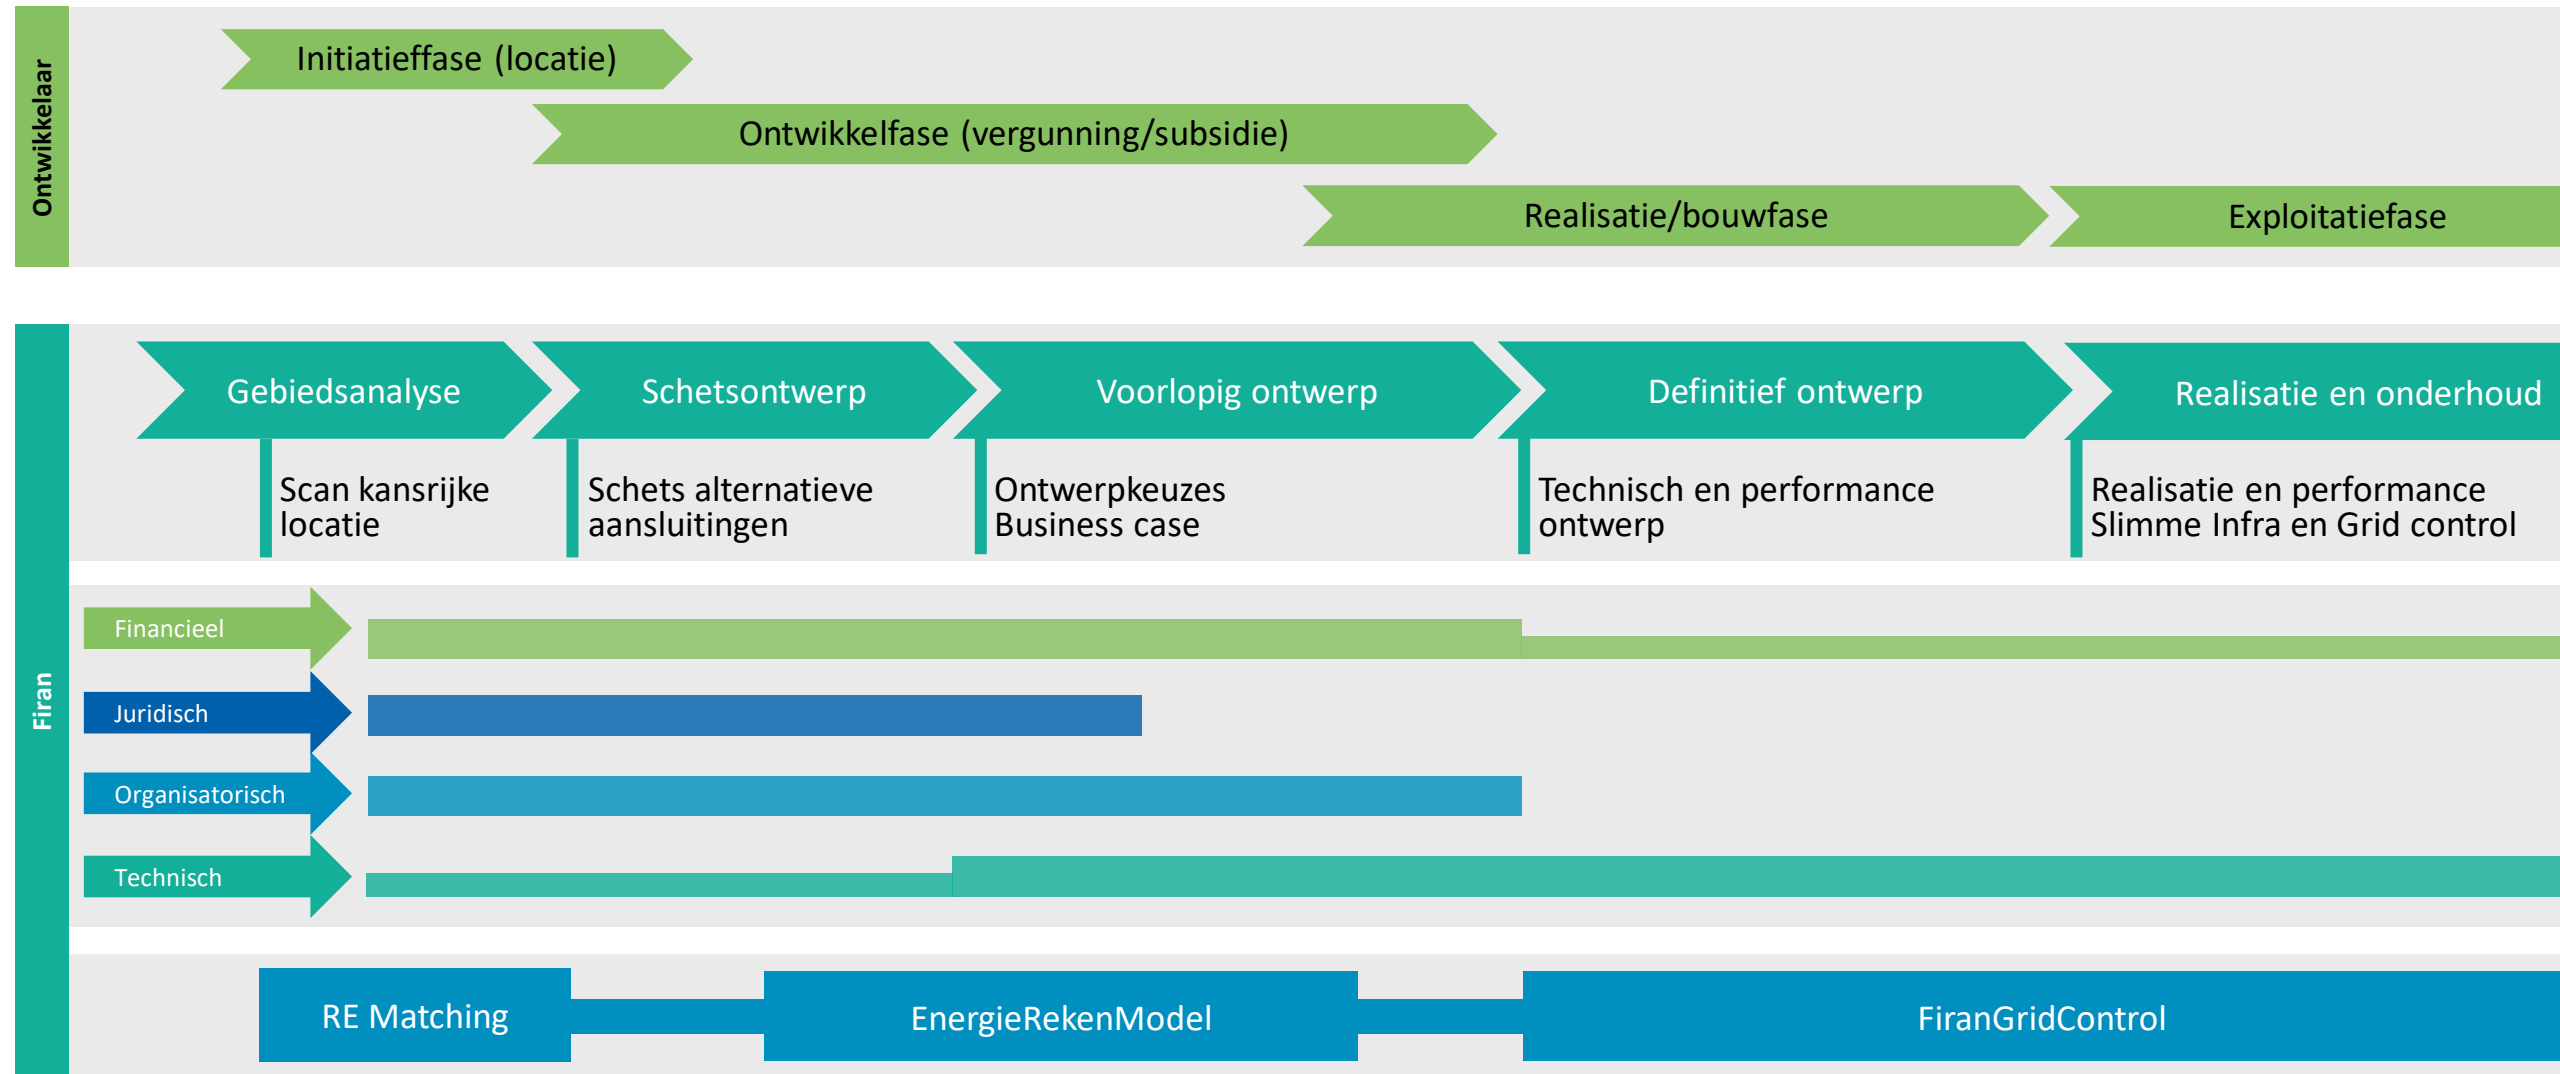 Ontwikkelaar
Initiatieffase (locatie)
Ontwikkelfase (vergunning/subsidie)
Realisatie/bouwfase
Exploitatiefase
Firan
Gebiedsanalyse
Schetsontwerp
Voorlopig ontwerp
Definitief ontwerp
Realisatie en onderhoud
Scan kansrijke
locatie
Schets alternatieve
aansluitingen
Ontwerpkeuzes
Business case
Technisch en performance
ontwerp
Realisatie en performance
Slimme Infra en Grid control
Financieel
Juridisch
Organisatorisch
Technisch
RE Matching
EnergieRekenModel
FiranGridControl